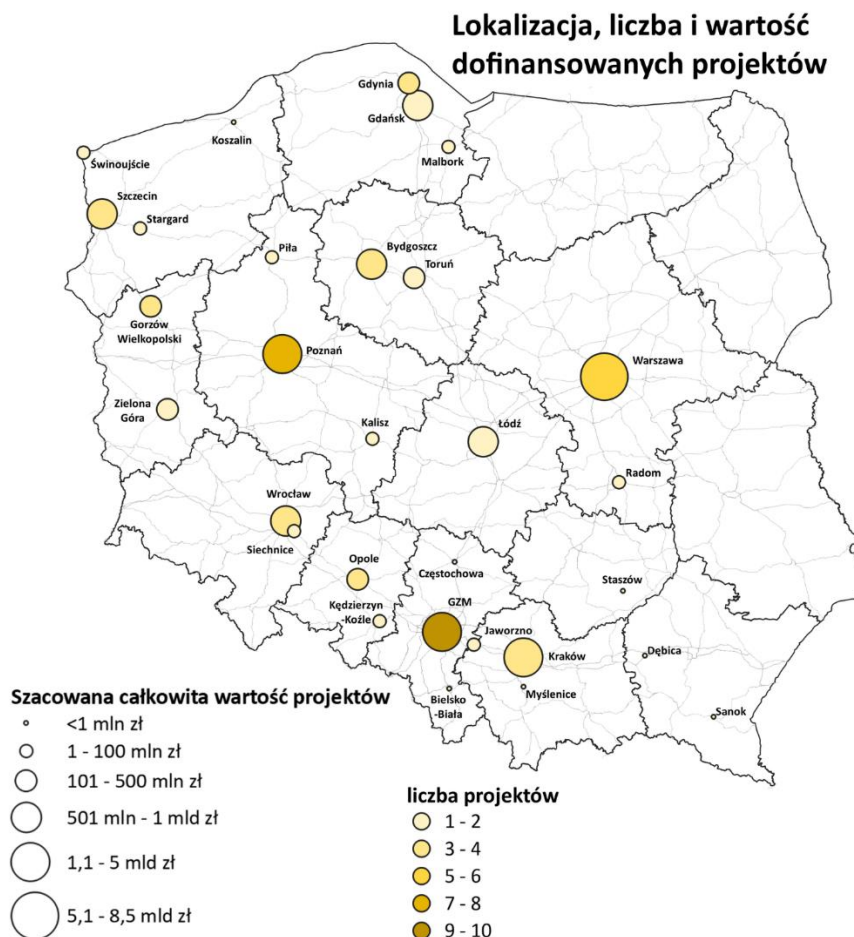 Lokalizacja, liczba i wartość
dofinansowanych projektów
Gdynia
Gdańsk
Koszalin
Malbork
Świnoujście
Szczecin
Stargard
Piła
Bydgoszcz
Toruń
Gorzów
Wielkopolski
Poznań
Warszawa
Zielona
Góra
Kalisz
Łódź
Radom
Wrocław
Siechnice
Opole
Częstochowa
Staszów
Kędzierzyn
-Koźle
GZM
Jaworzno
Kraków
Dębica
Bielsko
-Biała
Myślenice
Sanok
Szacowana całkowita wartość projektów
<1 mln zł
1 - 100 mln zł
101 - 500 mln zł
501 mln - 1 mld zł
1,1 - 5 mld zł
5,1 - 8,5 mld zł
liczba projektów
1 - 2
3 - 4
5 - 6
7 - 8
9 - 10